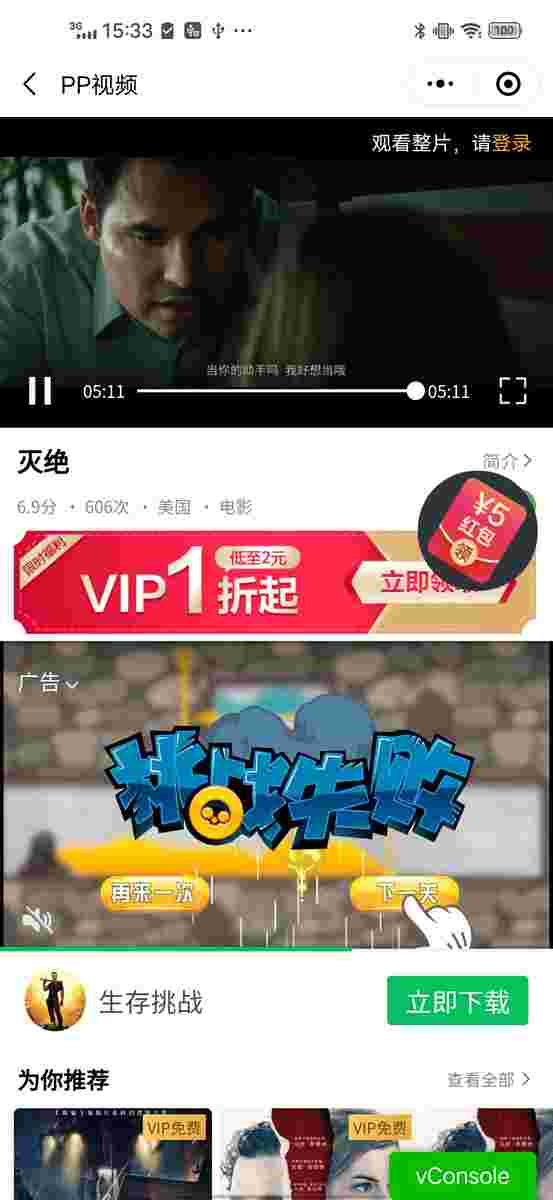 3G 15:33 100
PP视频
观看整片，请登录
当你的助手吗 我好想当哦
05:11
05:11
灭绝
简介
6.9分 · 606次 · 美国 · 电影
¥5
红包
领
限时福利
VIP1折起
低至2元
立即领
广告
挑战失败
再来一次
下一关
生存挑战
立即下载
为你推荐
查看全部
VIP免费
VIP免费
vConsole